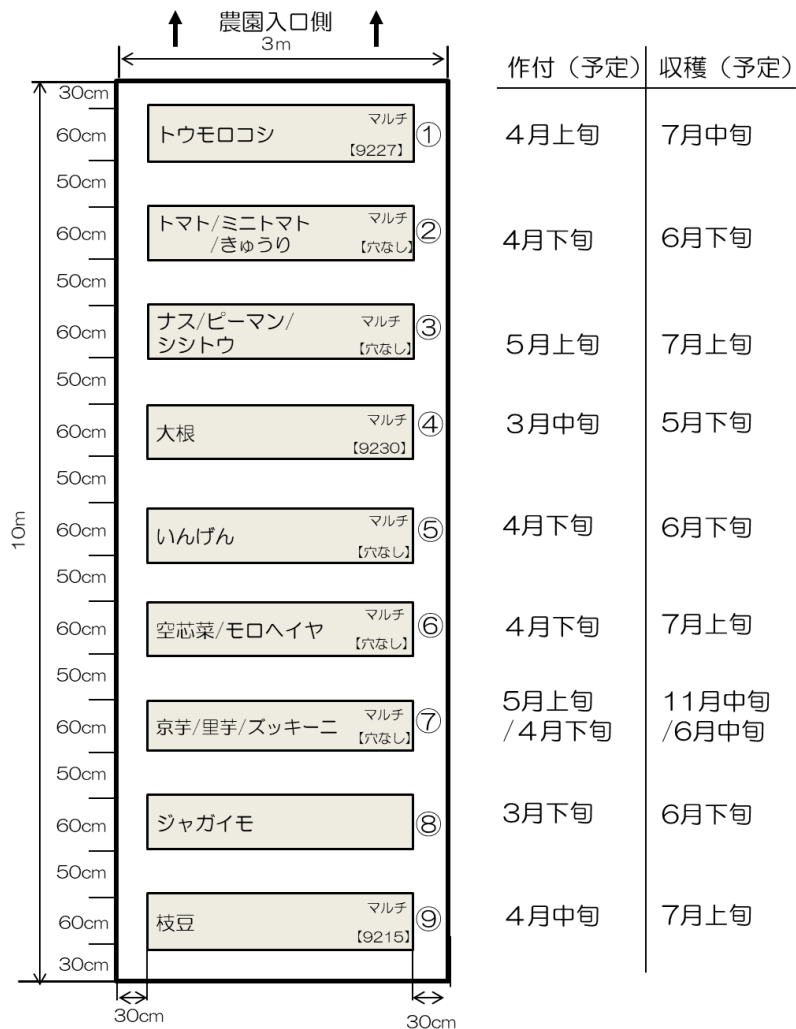 農園入口側
3m
作付（予定） 収穫（予定）
30cm
60cm トウモロコシ マルチ 【9227】 ① 4月上旬 7月中旬
50cm
60cm トマト/ミニトマト マルチ ② 4月下旬 6月下旬
/きゅうり 【穴なし】
50cm
60cm ナス/ピーマン/ マルチ ③ 5月上旬 7月上旬
シシトウ 【穴なし】
50cm
60cm 大根 マルチ 【9230】 ④ 3月中旬 5月下旬
50cm
10m
60cm いんげん マルチ 【穴なし】 ⑤ 4月下旬 6月下旬
50cm
60cm 空芯菜/モロヘイヤ マルチ 【穴なし】 ⑥ 4月下旬 7月上旬
50cm
60cm 京芋/里芋/ズッキーニ マルチ 【穴なし】 ⑦ 5月上旬 11月中旬
/4月下旬 /6月中旬
50cm
60cm ジャガイモ ⑧ 3月下旬 6月下旬
50cm
60cm 枝豆 マルチ 【9215】 ⑨ 4月中旬 7月上旬
30cm
30cm 30cm